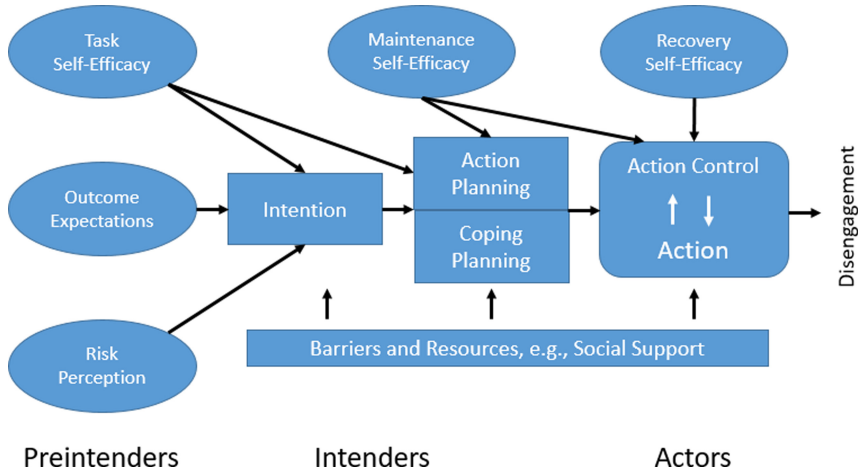 Task
Self-Efficacy
Maintenance
Self-Efficacy
Recovery
Self-Efficacy
Outcome
Expectations
Intention
Action
Planning
Coping
Planning
Action Control
Action
Disengagement
Risk
Perception
Barriers and Resources, e.g., Social Support
Preintenders
Intenders
Actors